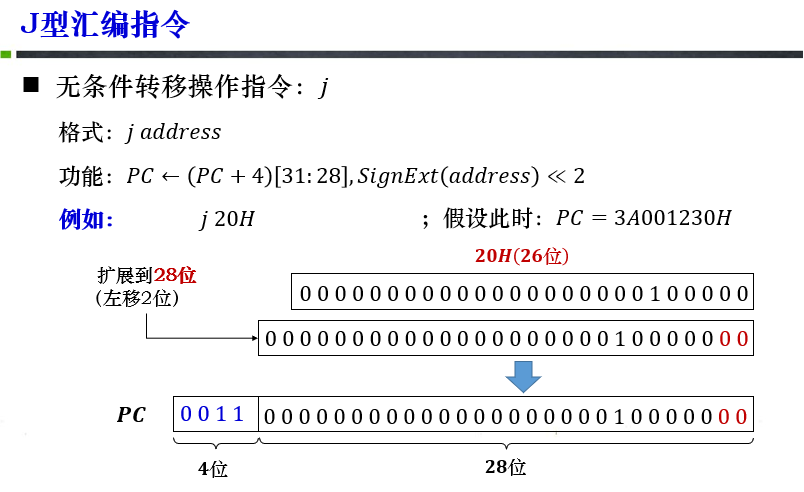 J型汇编指令
■ 无条件转移操作指令：j
格式：j address
功能：PC ← (PC + 4)[31: 28], SignExt(address) ≪ 2
例如： j 20H ；假设此时：PC = 3A001230H
20H(26位)
扩展到28位
(左移2位)
0 0 0 0 0 0 0 0 0 0 0 0 0 0 0 0 0 0 0 0 1 0 0 0 0 0
0 0 0 0 0 0 0 0 0 0 0 0 0 0 0 0 0 0 0 0 1 0 0 0 0 0 0 0
PC 0 0 1 1 0 0 0 0 0 0 0 0 0 0 0 0 0 0 0 0 0 0 0 0 1 0 0 0 0 0 0 0
4位 28位